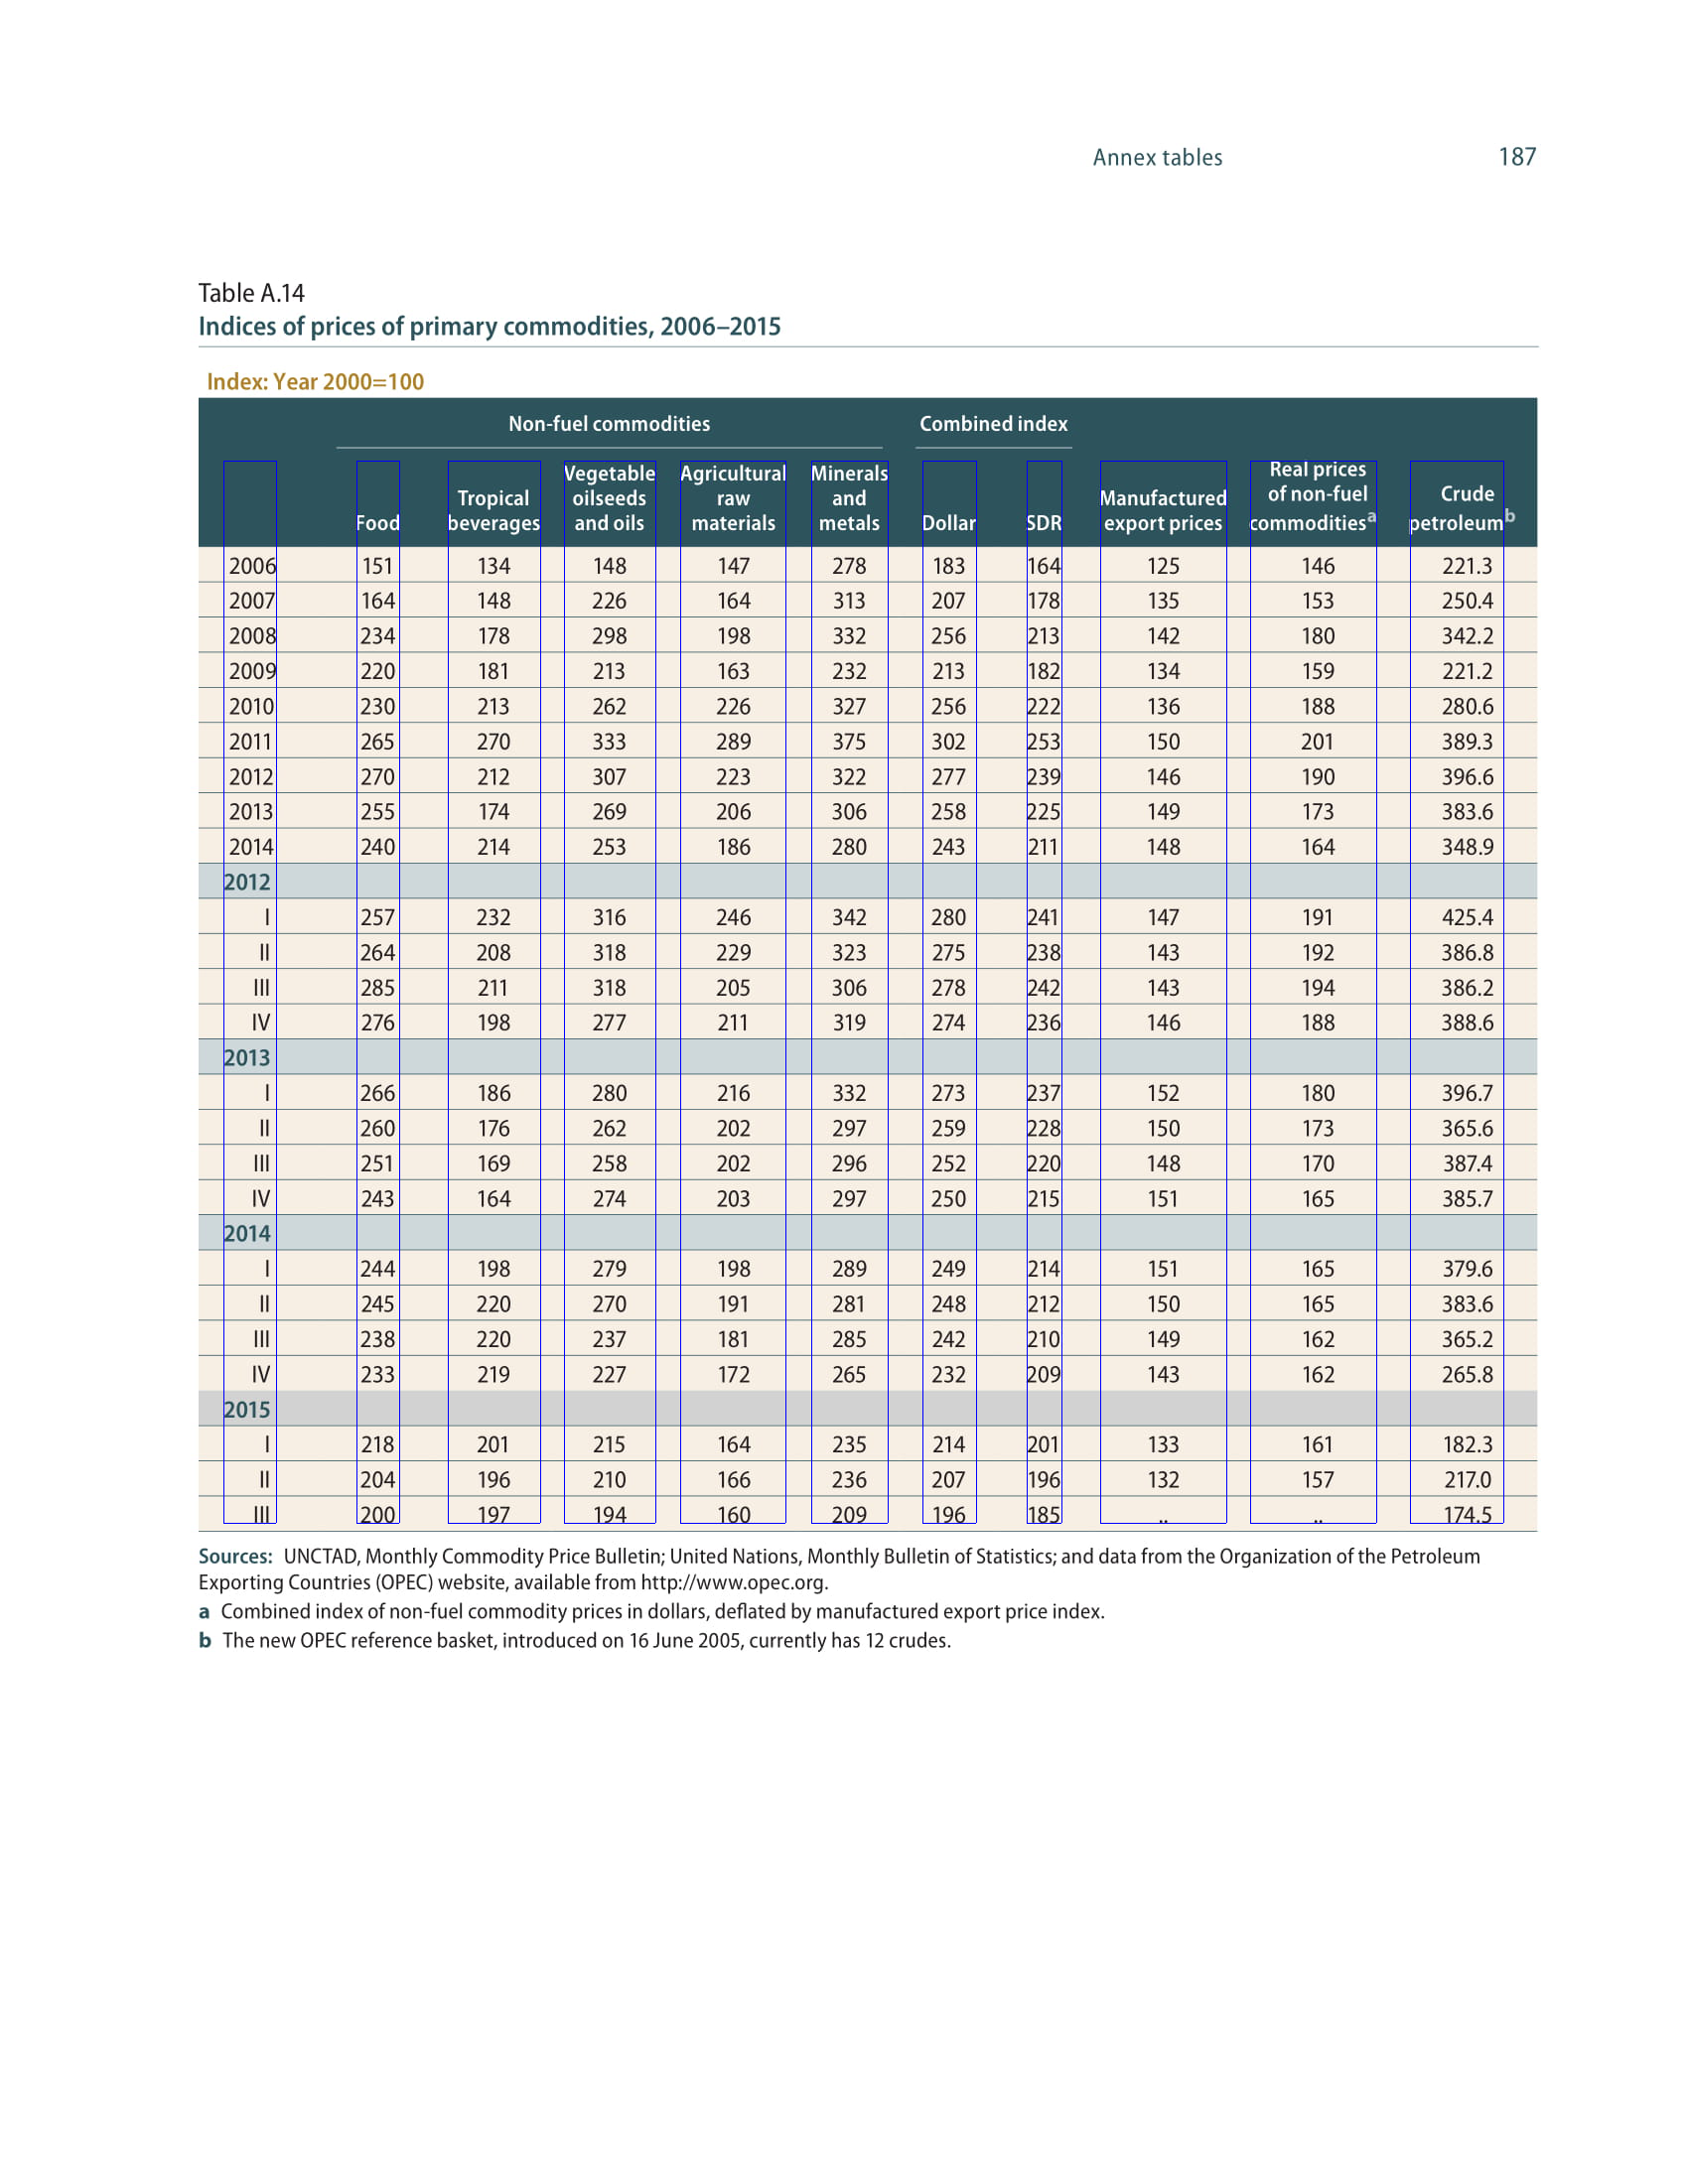 Annex tables 187
Table A.14
Indices of prices of primary commodities, 2006–2015
Index: Year 2000=100
Non-fuel commodities Combined index
Food Tropical beverages Vegetable oilseeds and oils Agricultural raw materials Minerals and metals Dollar SDR Manufactured export prices Real prices of non-fuel commodities a Crude petroleum b
2006 151 134 148 147 278 183 164 125 146 221.3
2007 164 148 226 164 313 207 178 135 153 250.4
2008 234 178 298 198 332 256 213 142 180 342.2
2009 220 181 213 163 232 213 182 134 159 221.2
2010 230 213 262 226 327 256 222 136 188 280.6
2011 265 270 333 289 375 302 253 150 201 389.3
2012 270 212 307 223 322 277 239 146 190 396.6
2013 255 174 269 206 306 258 225 149 173 383.6
2014 240 214 253 186 280 243 211 148 164 348.9
2012
I 257 232 316 246 342 280 241 147 191 425.4
II 264 208 318 229 323 275 238 143 192 386.8
III 285 211 318 205 306 278 242 143 194 386.2
IV 276 198 277 211 319 274 236 146 188 388.6
2013
I 266 186 280 216 332 273 237 152 180 396.7
II 260 176 262 202 297 259 228 150 173 365.6
III 251 169 258 202 296 252 220 148 170 387.4
IV 243 164 274 203 297 250 215 151 165 385.7
2014
I 244 198 279 198 289 249 214 151 165 379.6
II 245 220 270 191 281 248 212 150 165 383.6
III 238 220 237 181 285 242 210 149 162 365.2
IV 233 219 227 172 265 232 209 143 162 265.8
2015
I 218 201 215 164 235 214 201 133 161 182.3
II 204 196 210 166 236 207 196 132 157 217.0
III 200 197 194 160 209 196 185 .. .. 174.5
Sources: UNCTAD, Monthly Commodity Price Bulletin; United Nations, Monthly Bulletin of Statistics; and data from the Organization of the Petroleum
Exporting Countries (OPEC) website, available from http://www.opec.org.
a Combined index of non-fuel commodity prices in dollars, deflated by manufactured export price index.
b The new OPEC reference basket, introduced on 16 June 2005, currently has 12 crudes.